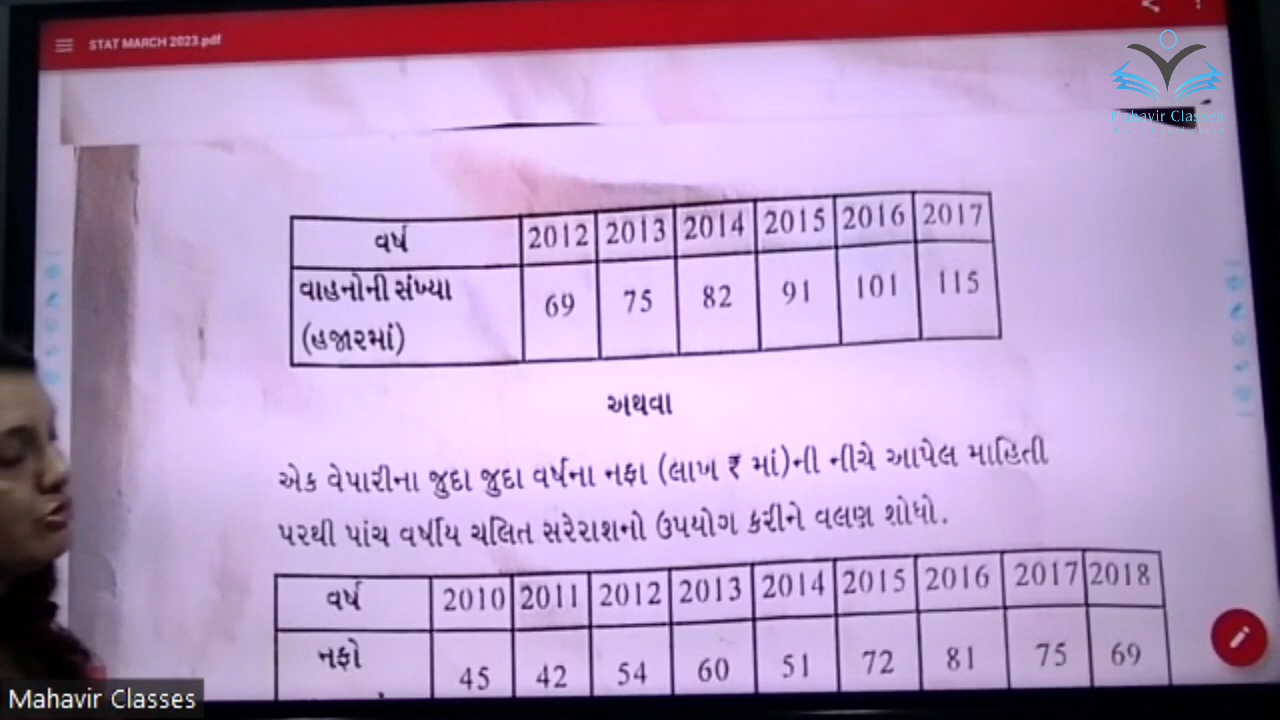 STAT MARCH 2023.pdf
Mahavir Classes
વર્ષ 2012 2013 2014 2015 2016 2017
વાહનોની સંખ્યા 69 75 82 91 101 115
(હજારમાં)
અથવા
એક વેપારીના જુદા જુદા વર્ષના નફા (લાખ ₹ માં)ની નીચે આપેલ માહિતી
પરથી પાંચ વર્ષીય ચલિત સરેરાશનો ઉપયોગ કરીને વલણ શોધો.
વર્ષ 2010 2011 2012 2013 2014 2015 2016 2017 2018
નફો 45 42 54 60 51 72 81 75 69
Mahavir Classes